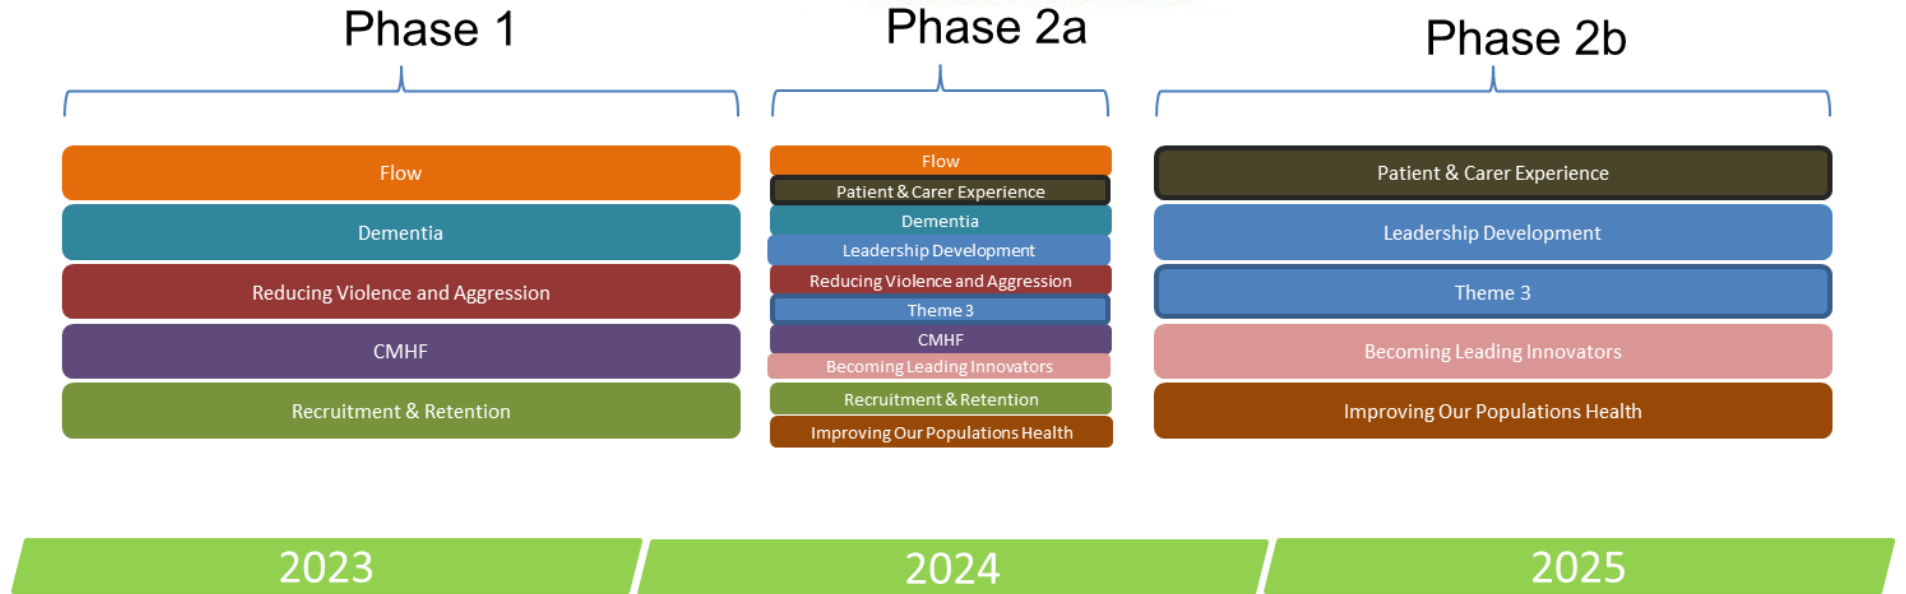 Phase 1
Phase 2a
Phase 2b
Flow
Dementia
Reducing Violence and Aggression
CMHF
Recruitment & Retention
Flow
Patient & Carer Experience
Dementia
Leadership Development
Reducing Violence and Aggression
Theme 3
CMHF
Becoming Leading Innovators
Recruitment & Retention
Improving Our Populations Health
Patient & Carer Experience
Leadership Development
Theme 3
Becoming Leading Innovators
Improving Our Populations Health
2023
2024
2025